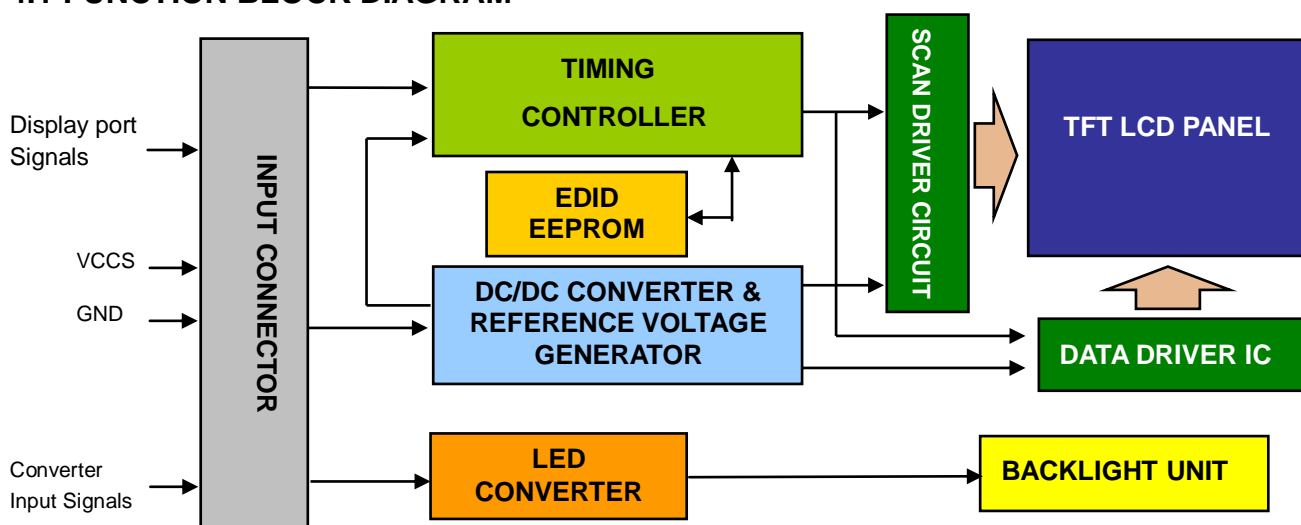 TIMING
CONTROLLER
SCAN DRIVER CIRCUIT
TFT LCD PANEL
Display port
Signals
INPUT CONNECTOR
EDID
EEPROM
VCCS
GND
DC/DC CONVERTER &
REFERENCE VOLTAGE
GENERATOR
DATA DRIVER IC
Converter
Input Signals
LED
CONVERTER
BACKLIGHT UNIT